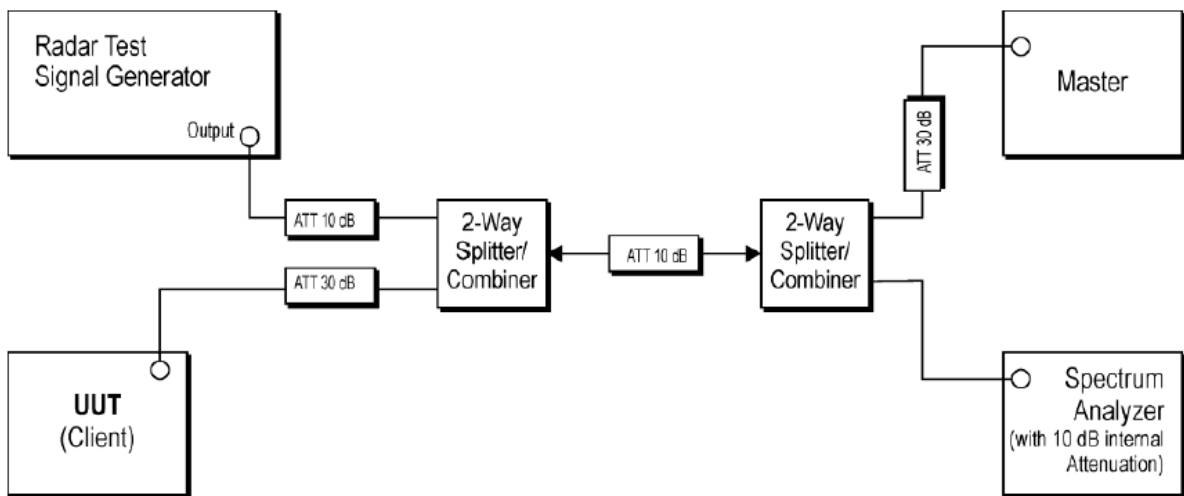 Radar Test
Signal Generator
Output
ATT 10 dB
ATT 30 dB
UUT
(Client)
2-Way
Splitter/
Combiner
ATT 10 dB
2-Way
Splitter/
Combiner
ATT 30 dB
Master
Spectrum
Analyzer
(with 10 dB internal
Attenuation)